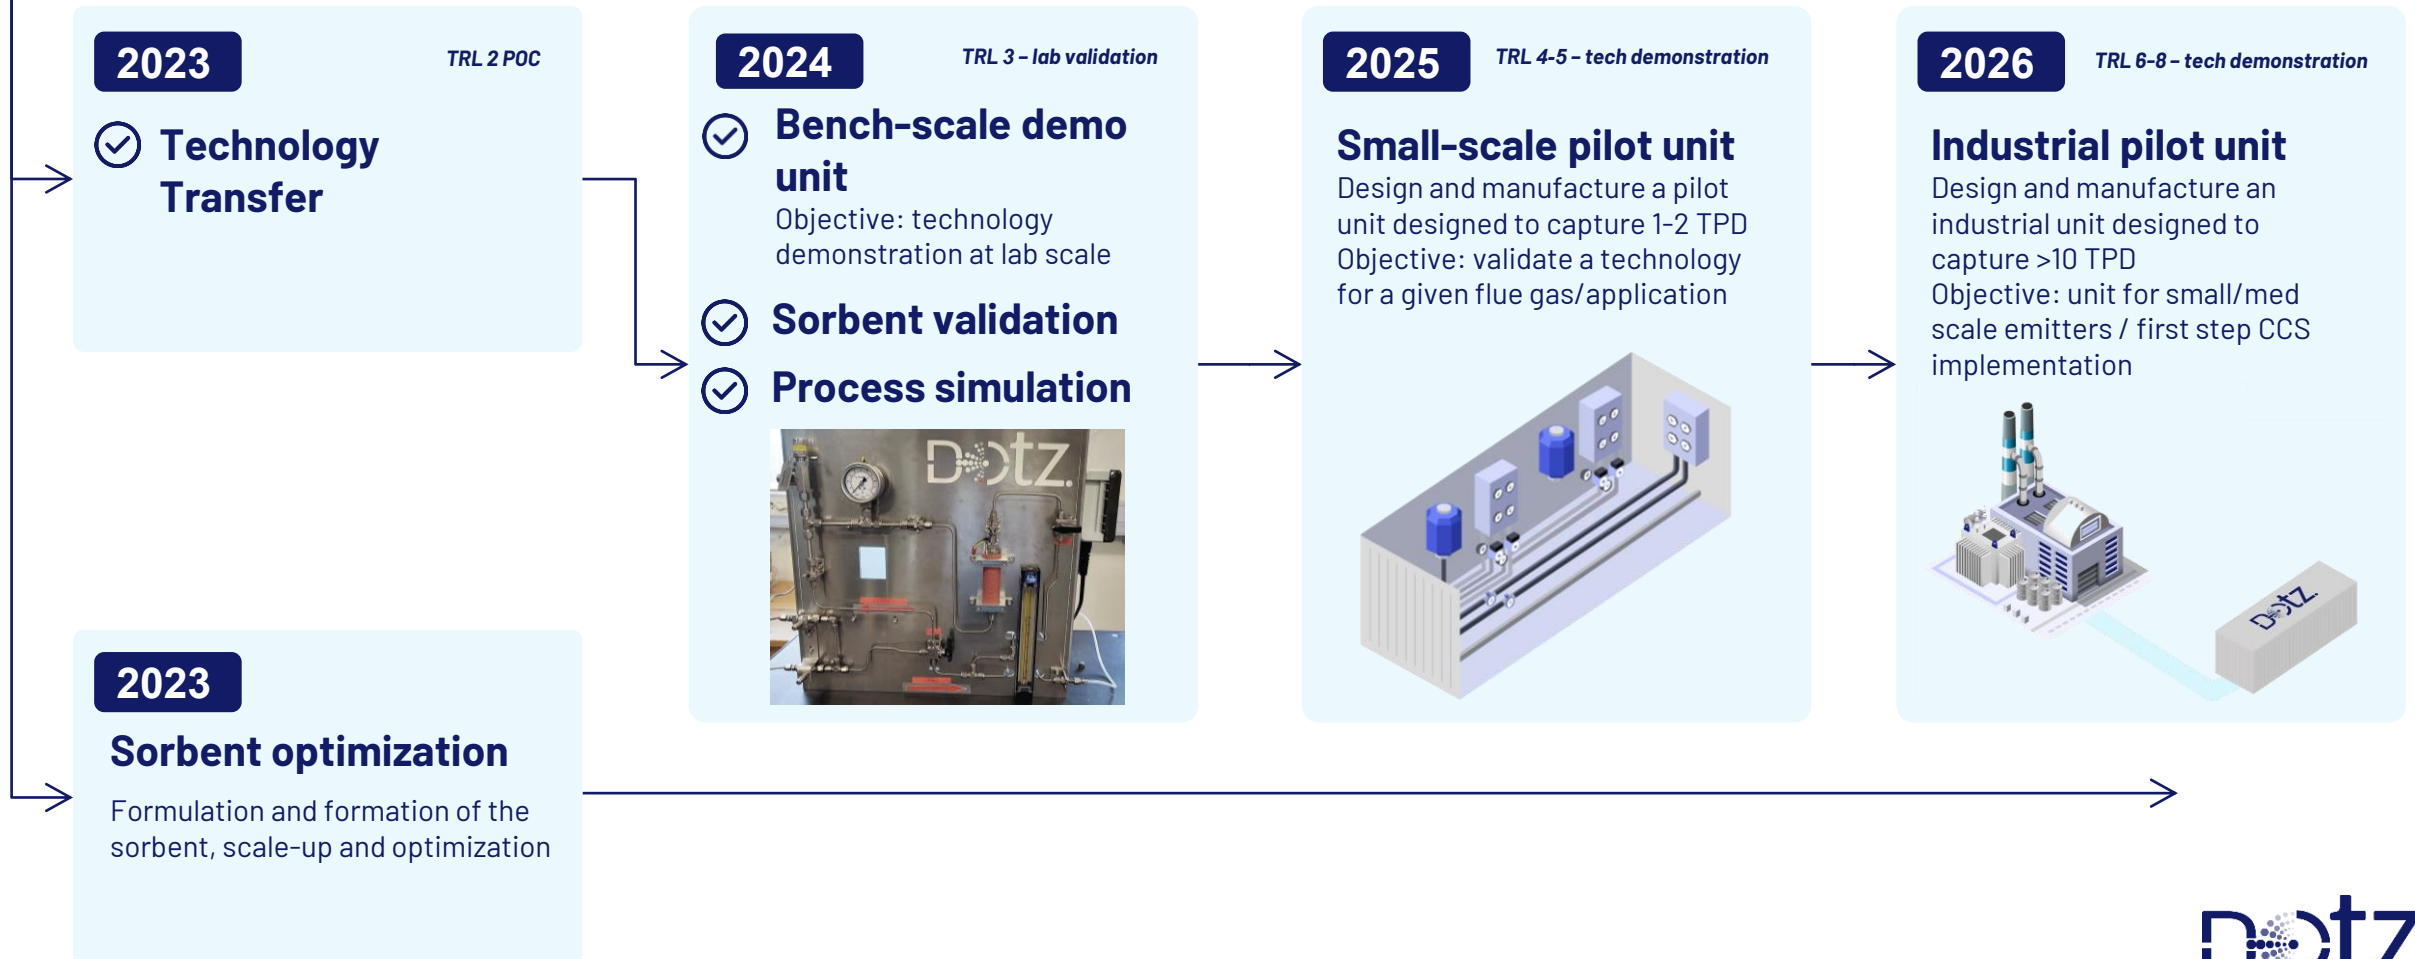 2023
TRL 2 POC
Technology
Transfer
2024
TRL 3 – lab validation
Bench-scale demo
unit
Objective: technology
demonstration at lab scale
Sorbent validation
Process simulation
Dotz.
2025
TRL 4-5 – tech demonstration
Small-scale pilot unit
Design and manufacture a pilot
unit designed to capture 1-2 TPD
Objective: validate a technology
for a given flue gas/application
2026
TRL 6-8 – tech demonstration
Industrial pilot unit
Design and manufacture an
industrial unit designed to
capture >10 TPD
Objective: unit for small/med
scale emitters / first step CCS
implementation
Dotz.
2023
Sorbent optimization
Formulation and formation of the
sorbent, scale-up and optimization
Dotz